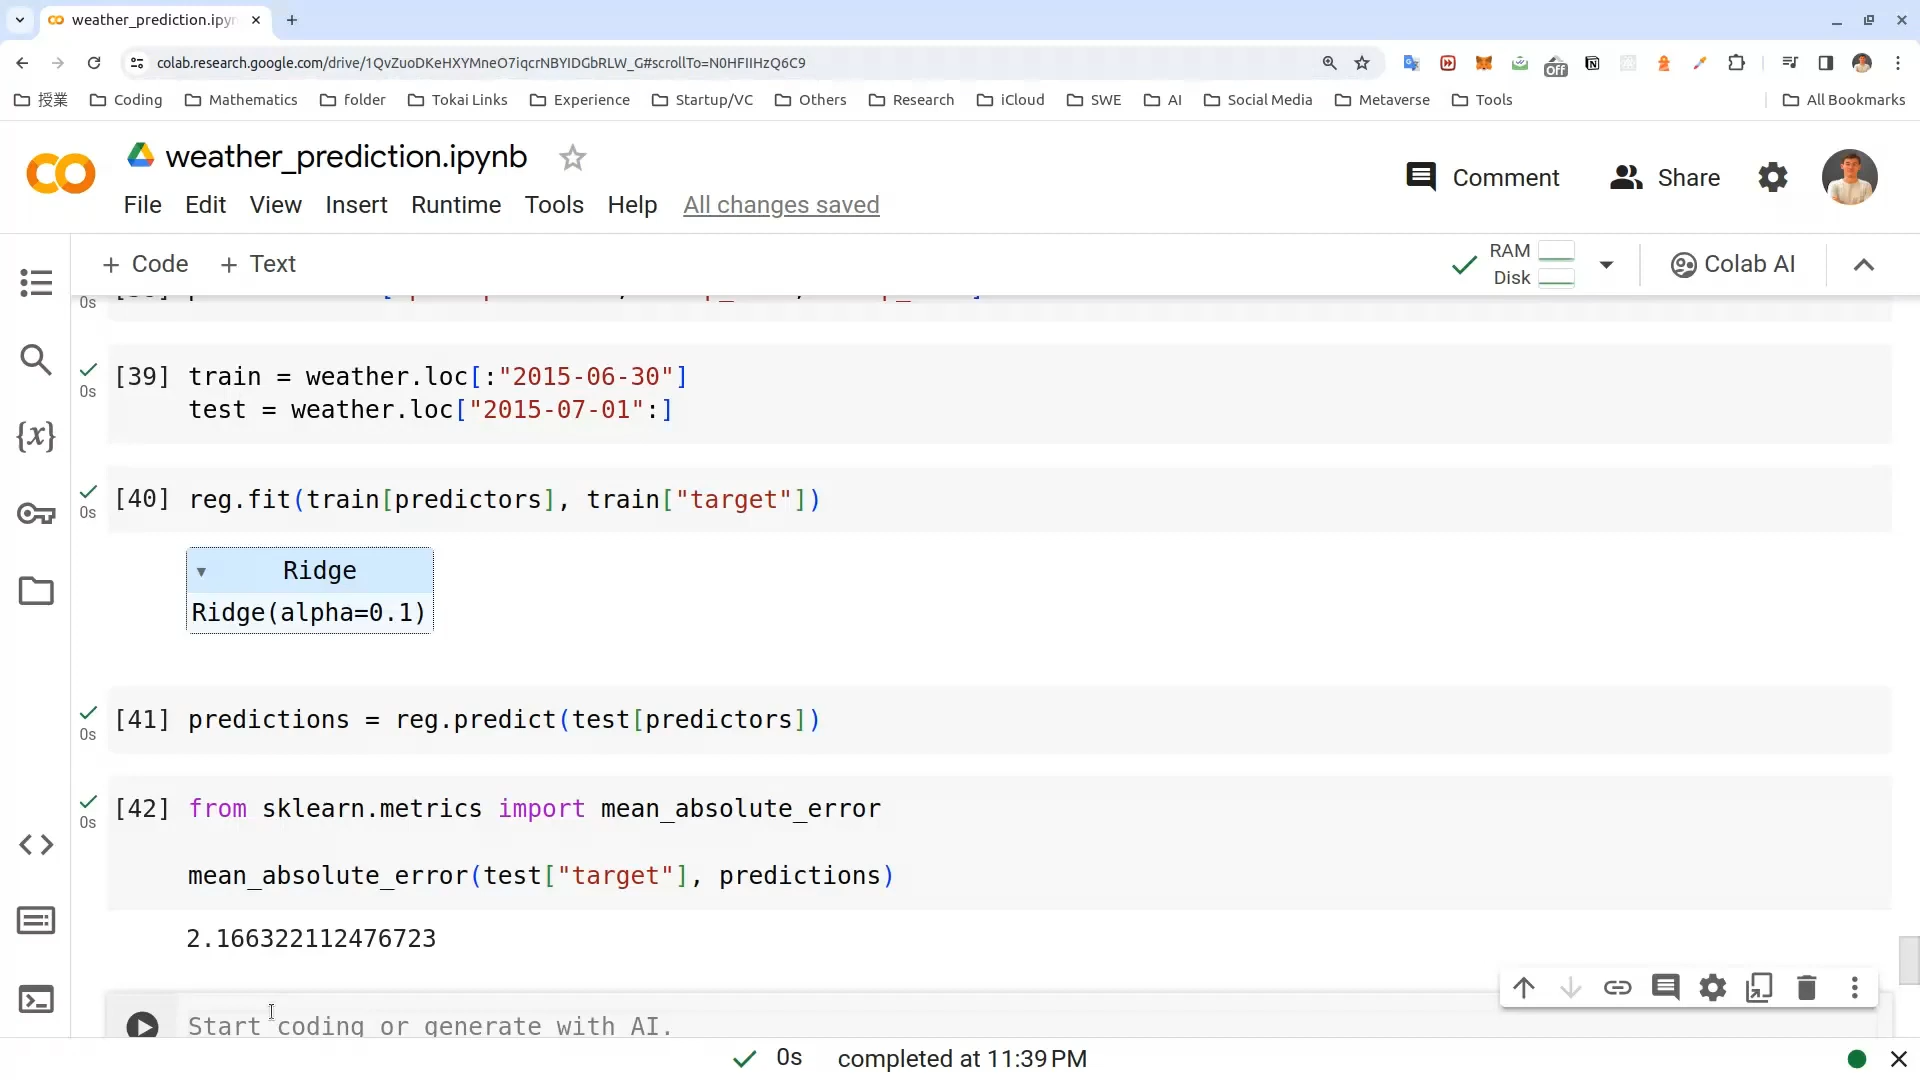 weather_prediction.ipyn
colab.research.google.com/drive/1QvZuoDKeHXYMneO7iqcrNBYIDGbRLW_G#scrollTo=N0HFIIHzQ6C9
Off
授業 Coding Mathematics folder Tokai Links Experience Startup/VC Others Research iCloud SWE AI Social Media Metaverse Tools All Bookmarks
weather_prediction.ipynb
Comment Share
File Edit View Insert Runtime Tools Help All changes saved
+ Code + Text
RAM
Disk
Colab AI
0s
[39] train = weather.loc[:"2015-06-30"]
0s
test = weather.loc["2015-07-01":]
[40] reg.fit(train[predictors], train["target"])
0s
Ridge
Ridge(alpha=0.1)
[41] predictions = reg.predict(test[predictors])
0s
[42] from sklearn.metrics import mean_absolute_error
0s
mean_absolute_error(test["target"], predictions)
2.166322112476723
Start coding or generate with AI.
0s completed at 11:39 PM